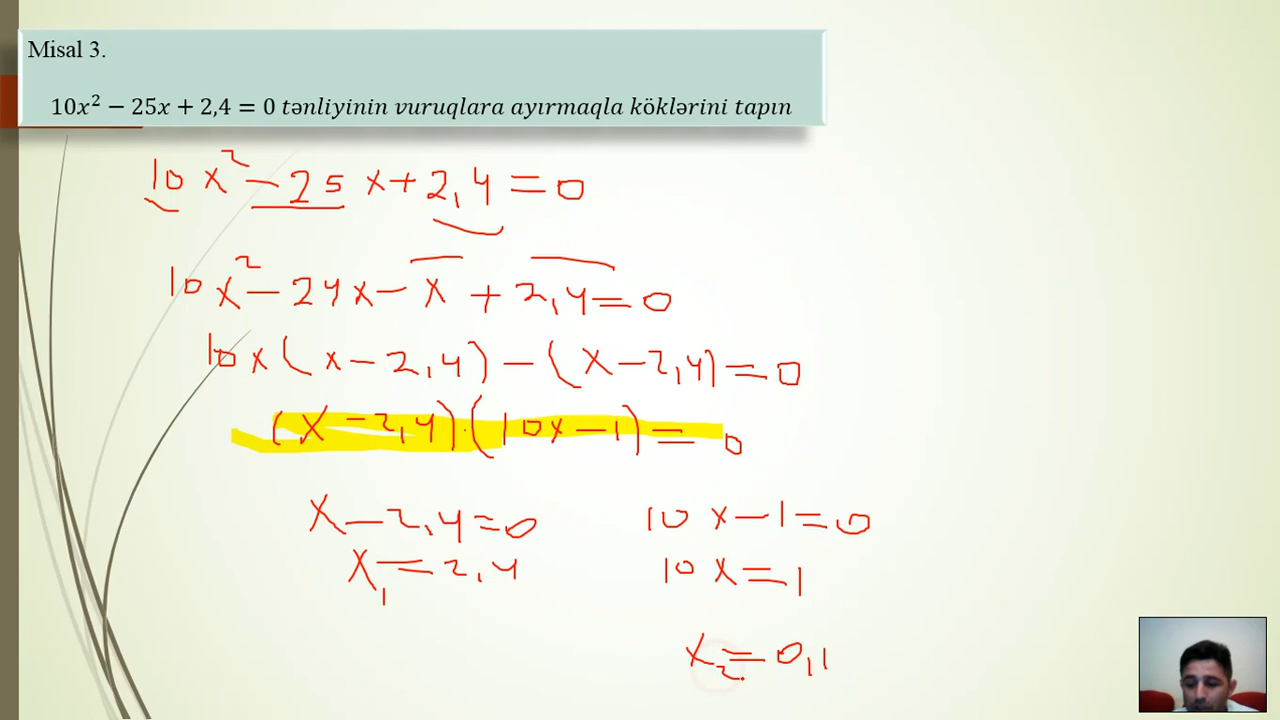 Misal 3.
10x² − 25x + 2,4 = 0 tənliyinin vuruqlara ayırmaqla köklərini tapın
10x² − 25x + 2,4 = 0
10x² − 24x − x + 2,4 = 0
10x(x − 2,4) − (x − 2,4) = 0
(x − 2,4)·(10x − 1) = 0
x − 2,4 = 0
x₁ = 2,4
10x − 1 = 0
10x = 1
x₂ = 0,1